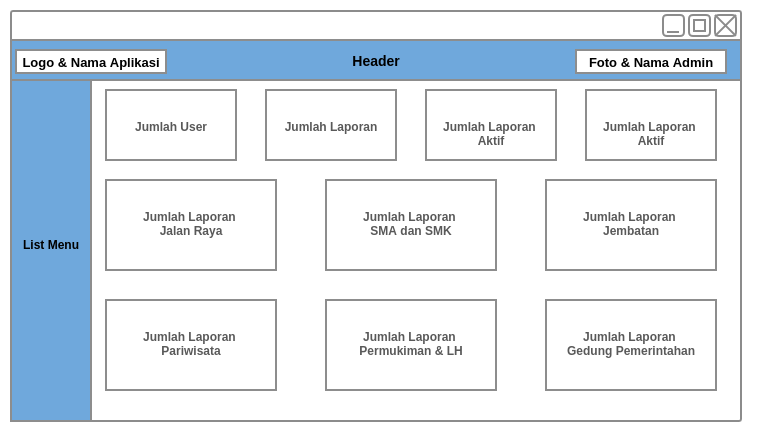 Logo & Nama Aplikasi
Header
Foto & Nama Admin
List Menu
Jumlah User
Jumlah Laporan
Jumlah Laporan
Aktif
Jumlah Laporan
Aktif
Jumlah Laporan
Jalan Raya
Jumlah Laporan
SMA dan SMK
Jumlah Laporan
Jembatan
Jumlah Laporan
Pariwisata
Jumlah Laporan
Permukiman & LH
Jumlah Laporan
Gedung Pemerintahan